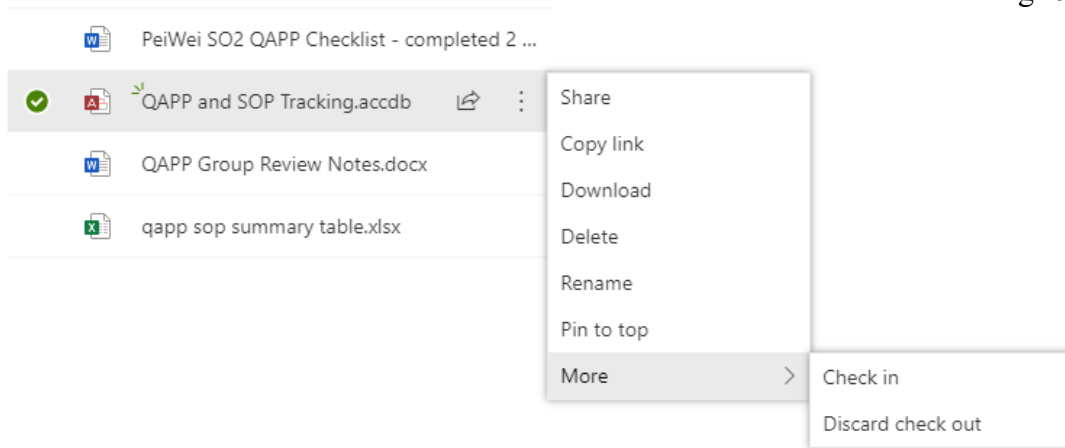 PeiWei SO2 QAPP Checklist - completed 2 ...
QAPP and SOP Tracking.accdb
QAPP Group Review Notes.docx
qapp sop summary table.xlsx
Share
Copy link
Download
Delete
Rename
Pin to top
More
Check in
Discard check out